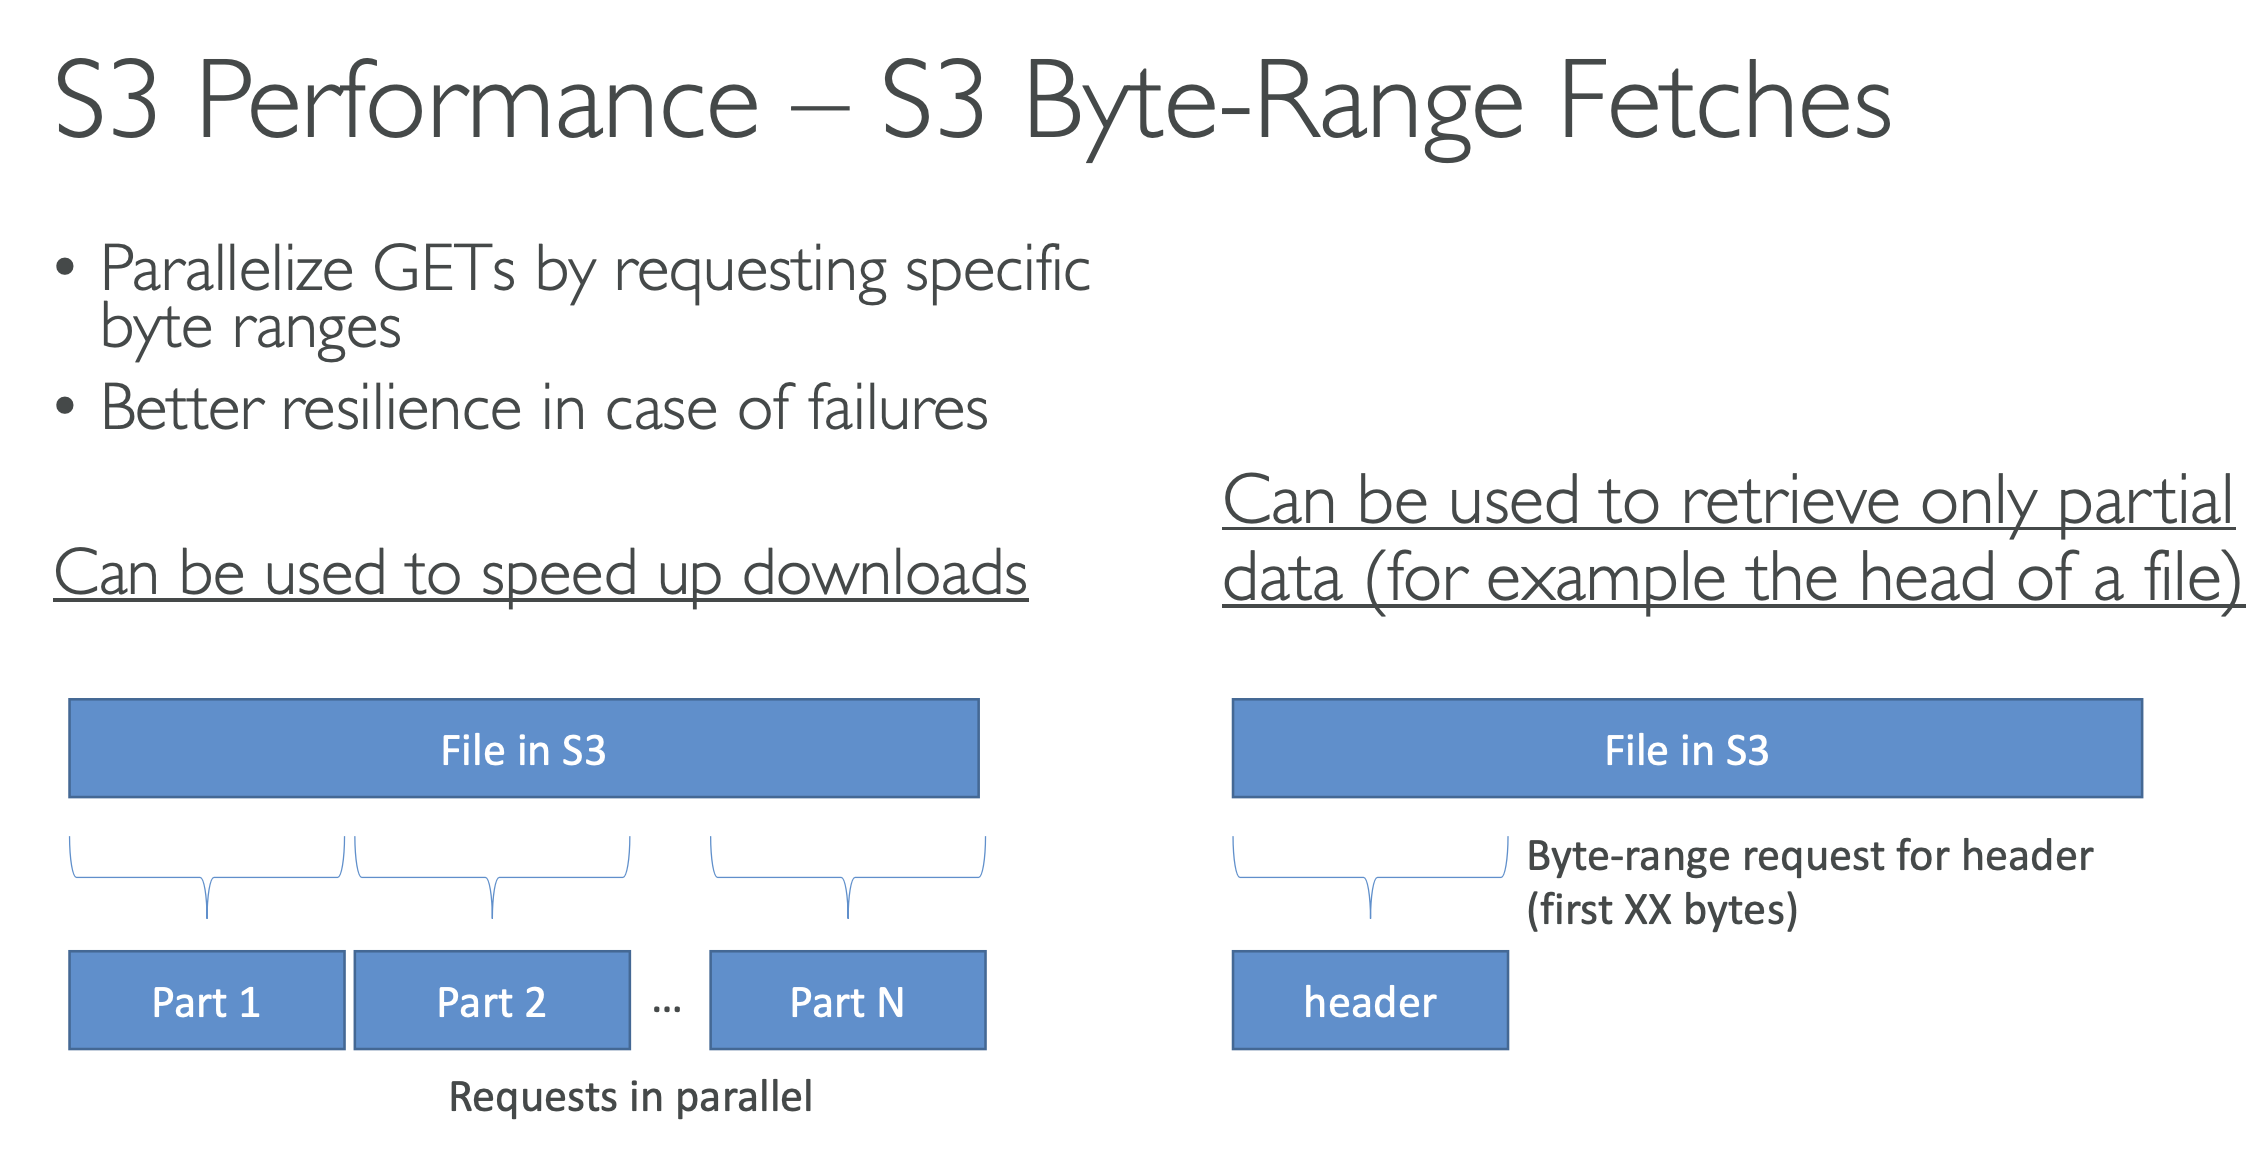 S3 Performance – S3 Byte-Range Fetches
• Parallelize GETs by requesting specific
byte ranges
• Better resilience in case of failures
Can be used to speed up downloads
File in S3
Part 1 Part 2 ... Part N
Requests in parallel
Can be used to retrieve only partial
data (for example the head of a file)
File in S3
Byte-range request for header
(first XX bytes)
header